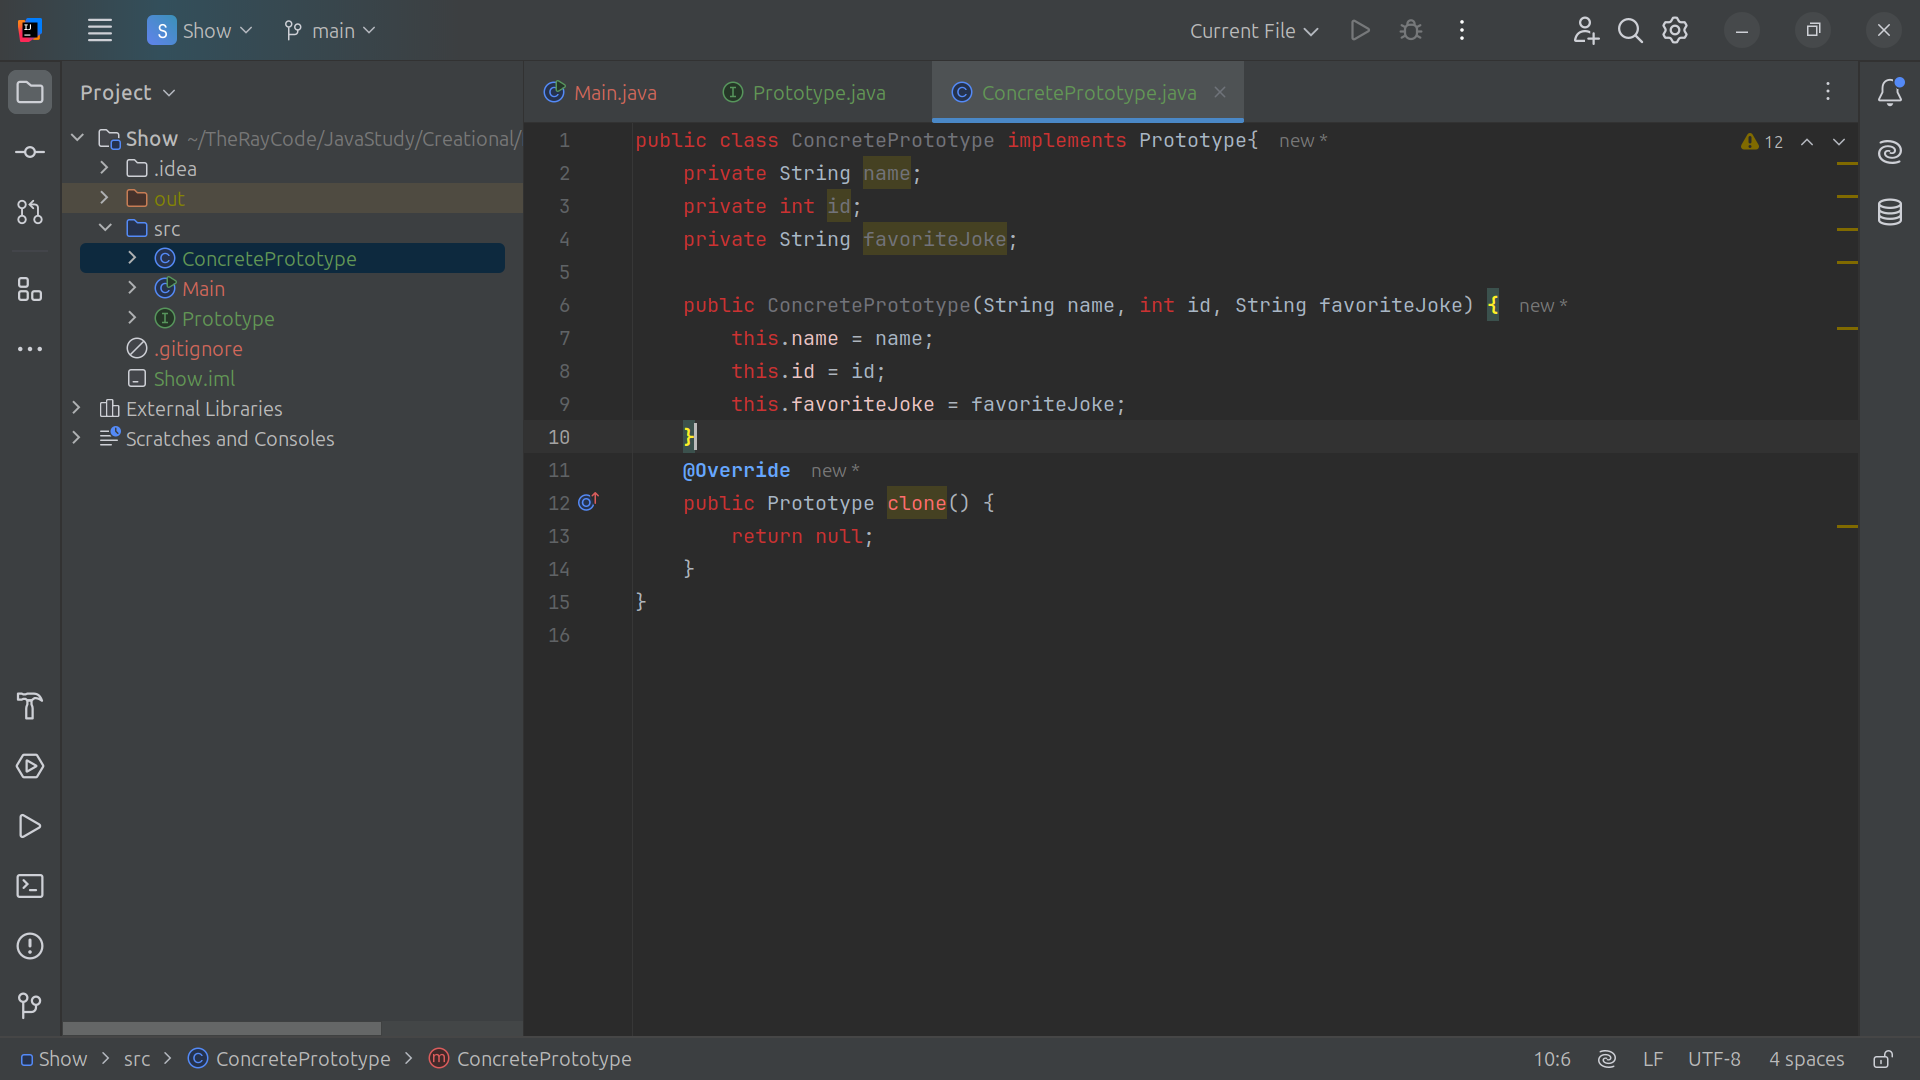 S Show main Current File
Project
Main.java Prototype.java ConcretePrototype.java
Show ~/TheRayCode/JavaStudy/Creational/
.idea
out
src
ConcretePrototype
Main
Prototype
.gitignore
Show.iml
External Libraries
Scratches and Consoles
12
1 public class ConcretePrototype implements Prototype{ new *
2 private String name;
3 private int id;
4 private String favoriteJoke;
5
6 public ConcretePrototype(String name, int id, String favoriteJoke) { new *
7 this.name = name;
8 this.id = id;
9 this.favoriteJoke = favoriteJoke;
10 }
11 @Override new *
12 public Prototype clone() {
13 return null;
14 }
15 }
16
Show > src > ConcretePrototype > ConcretePrototype 10:6 LF UTF-8 4 spaces